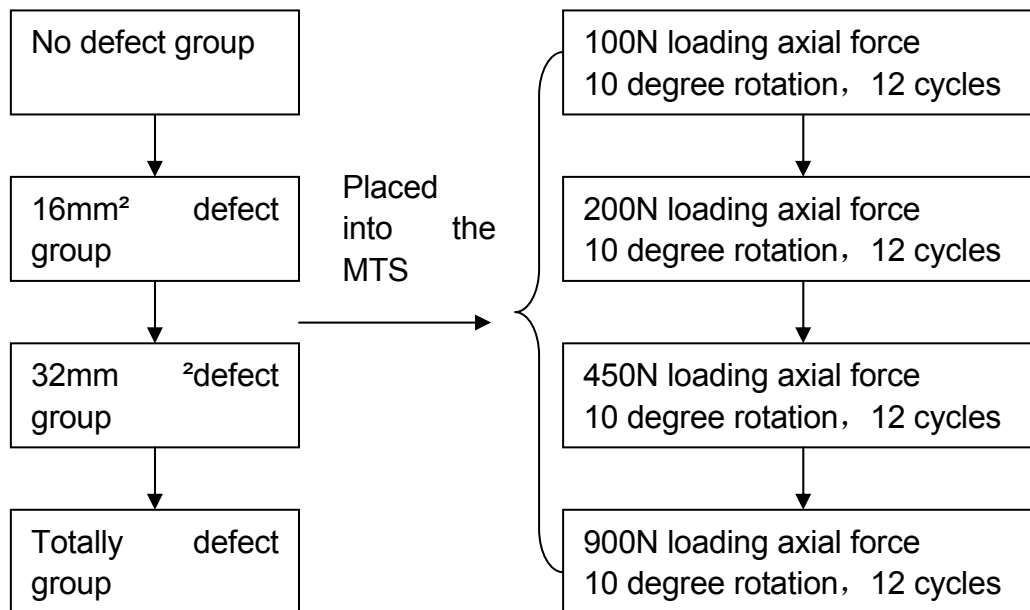 No defect group
16mm² defect
group
32mm ²defect
group
Totally defect
group
Placed
into the
MTS
100N loading axial force
10 degree rotation，12 cycles
200N loading axial force
10 degree rotation，12 cycles
450N loading axial force
10 degree rotation，12 cycles
900N loading axial force
10 degree rotation，12 cycles